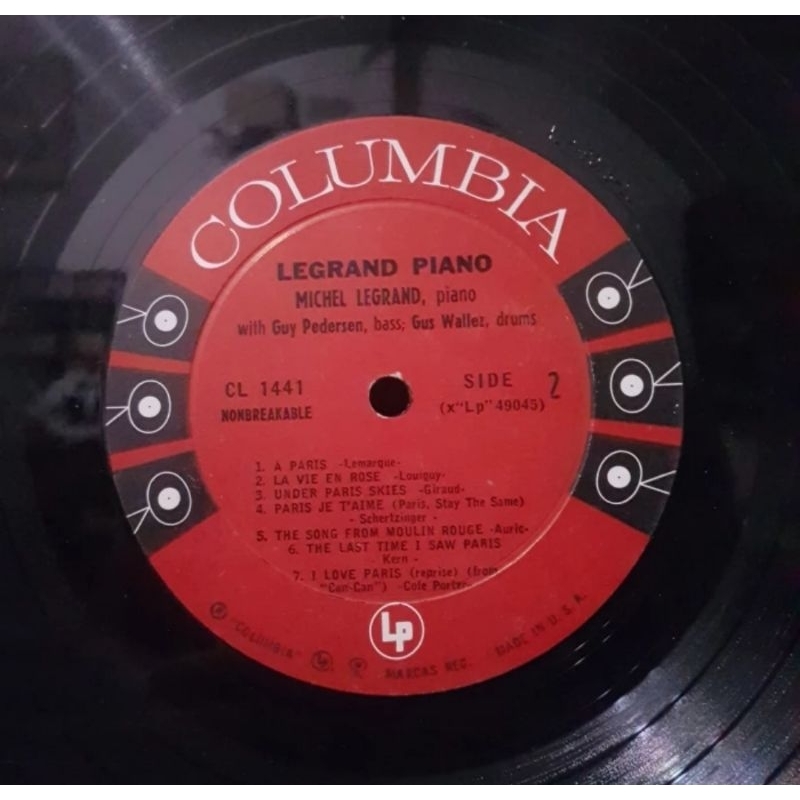 COLUMBIA
LEGRAND PIANO
MICHEL LEGRAND, piano
with Guy Pedersen, bass; Gus Wallez, drums
CL 1441
NONBREAKABLE
SIDE 2
(x"Lp" 49045)
1. A PARIS -Lemarque-
2. LA VIE EN ROSE -Louiguy-
3. UNDER PARIS SKIES -Giraud-
4. PARIS JE T'AIME (Paris, Stay The Same)
- Schertzinger -
5. THE SONG FROM MOULIN ROUGE -Auric-
6. THE LAST TIME I SAW PARIS
- Kern -
7. I LOVE PARIS (reprise) (from
"Can-Can") -Cole Porter-
Lp
"COLUMBIA" MARCAS REG. MADE IN U. S. A.